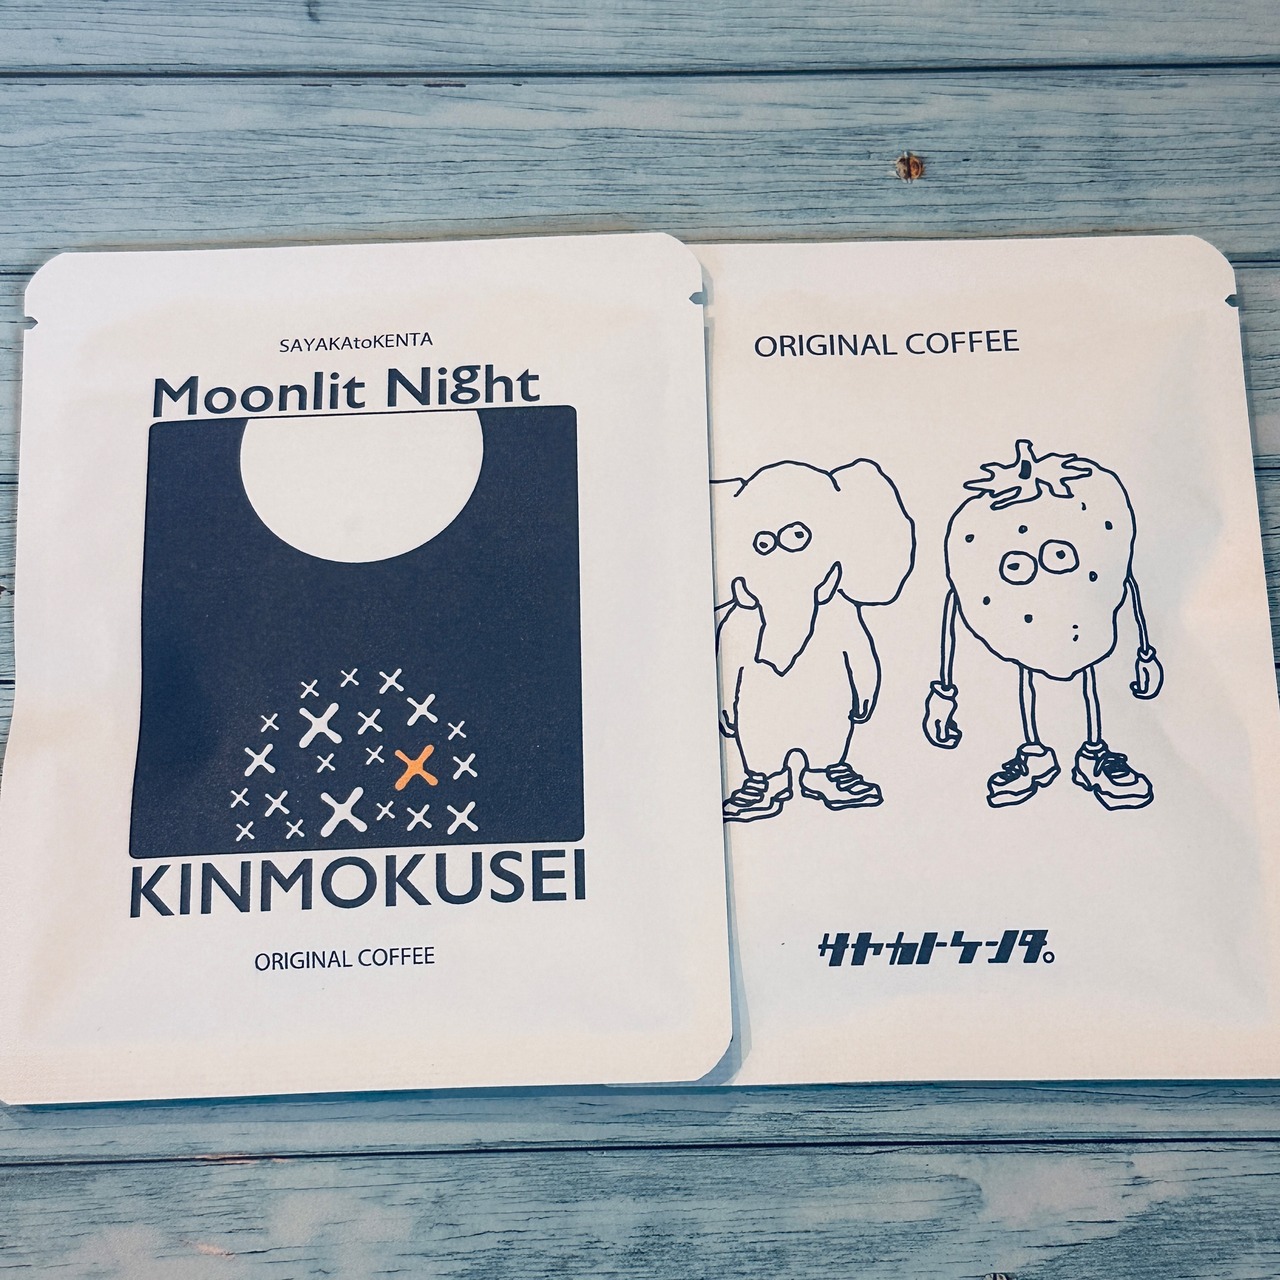 SAYAKAtoKENTA
Moonlit Night
KINMOKUSEI
ORIGINAL COFFEE
ORIGINAL COFFEE
サヤカトケンタ。